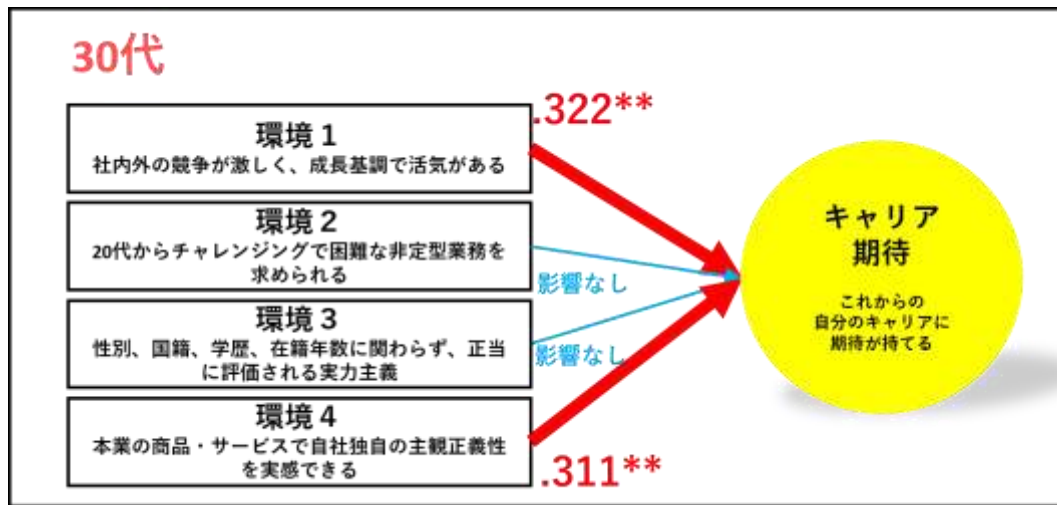 30代
.322**
環境 1
社内外の競争が激しく、成長基調で活気がある
環境 2
20代からチャレンジングで困難な非定型業務を
求められる
影響なし
環境 3
性別、国籍、学歴、在籍年数に関わらず、正当
に評価される実力主義
影響なし
環境 4
本業の商品・サービスで自社独自の主観正義性
を実感できる
.311**
キャリア
期待
これからの
自分のキャリアに
期待が持てる